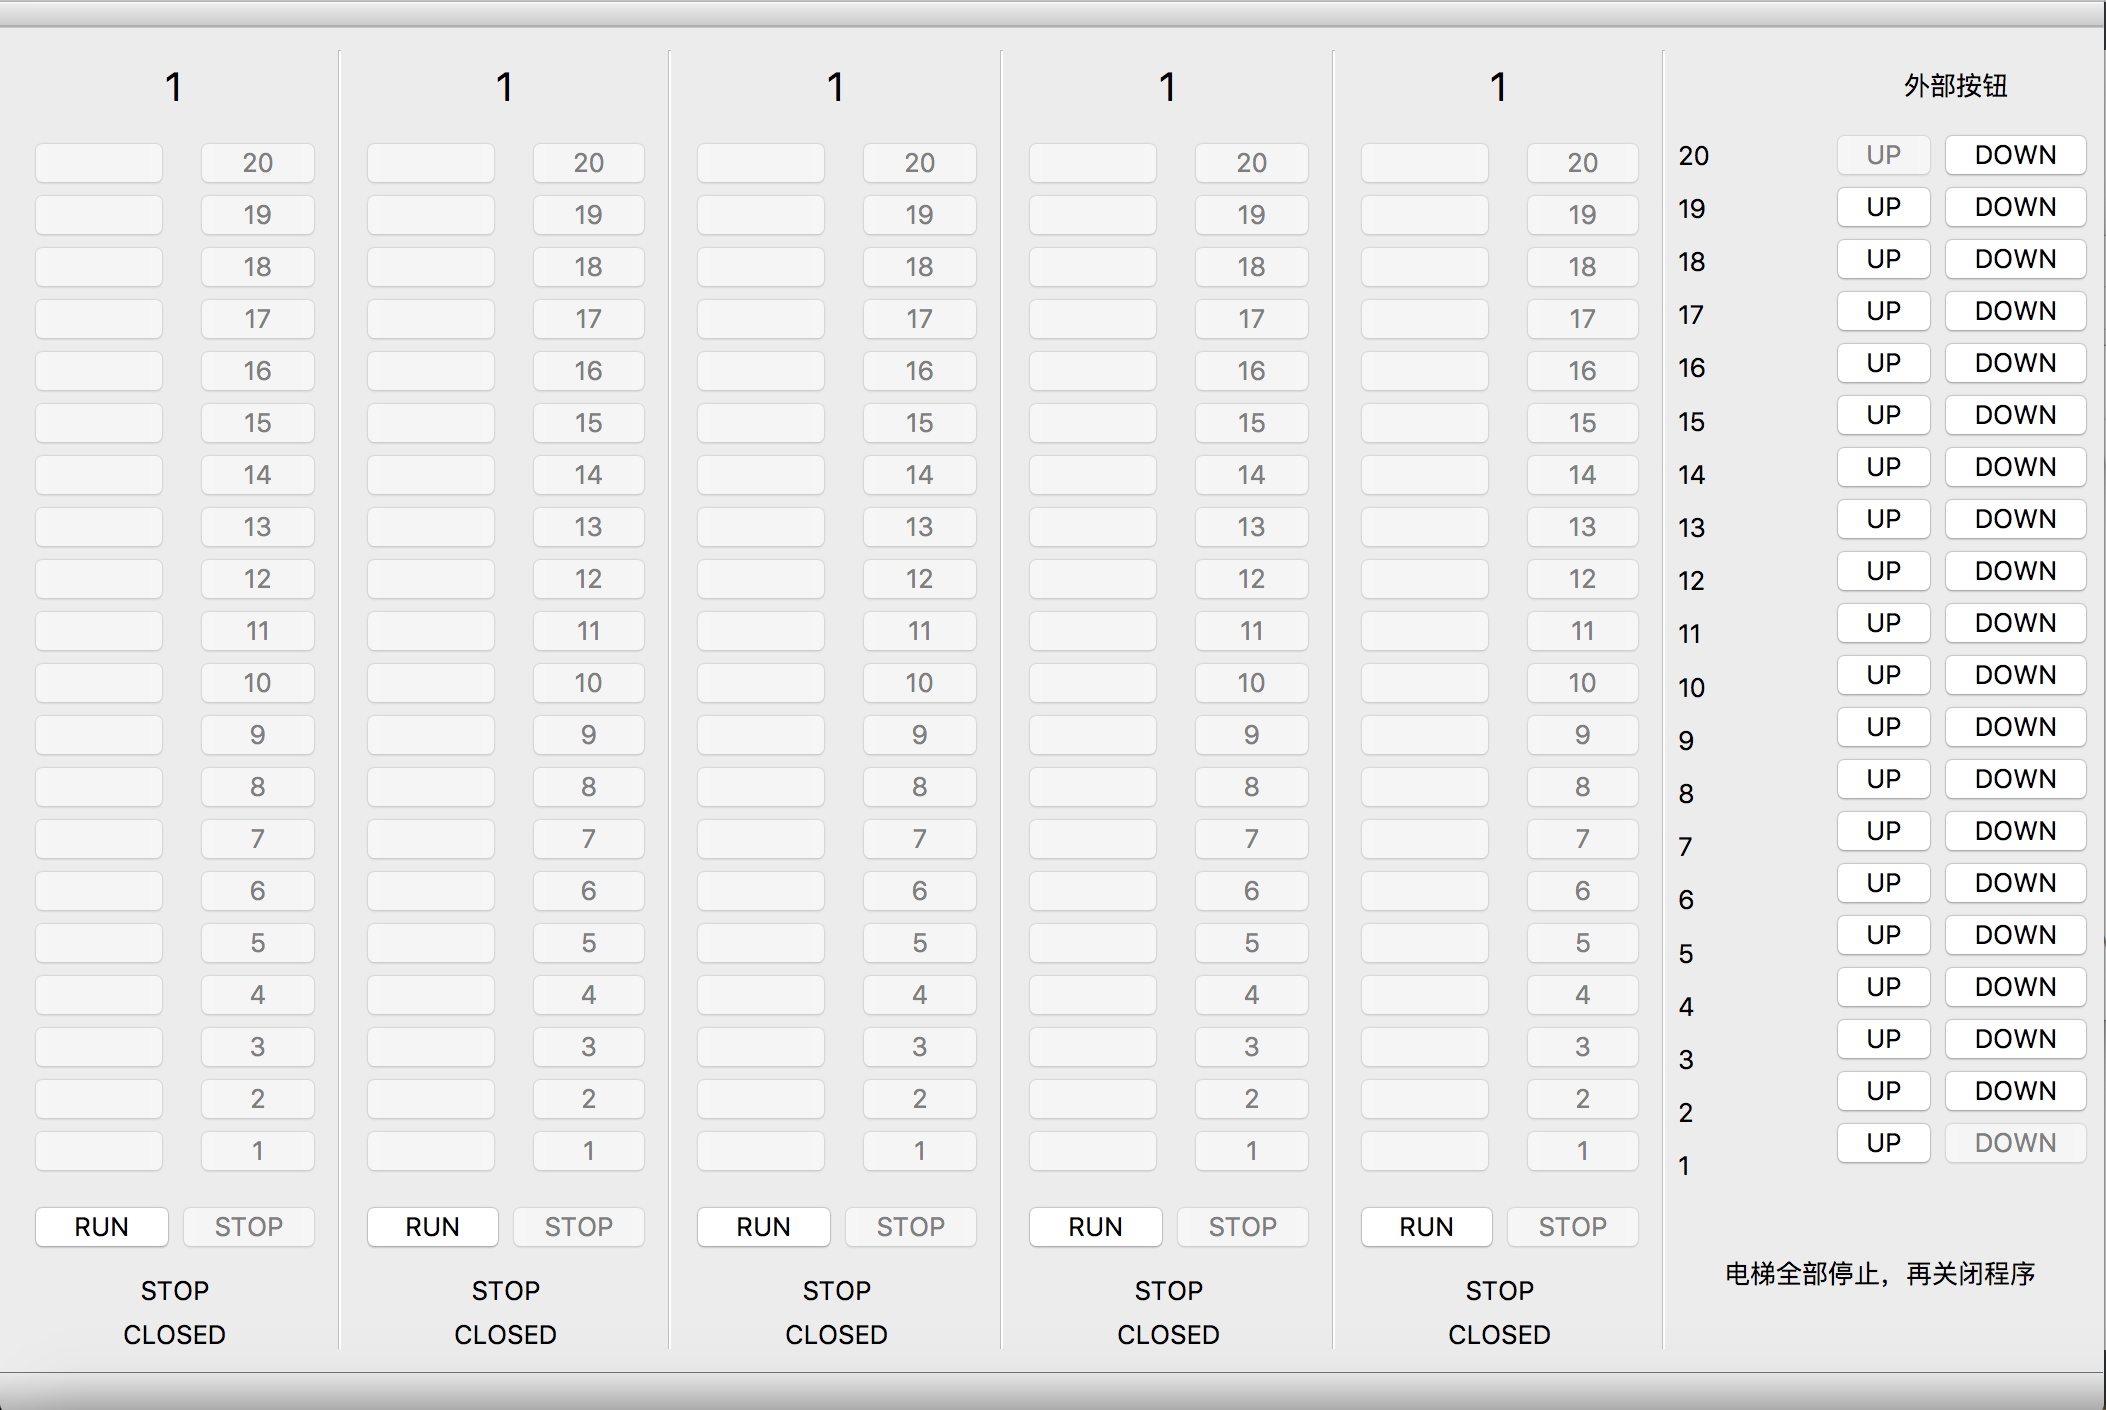 1 1 1 1 1 外部按钮
20 20 20 20 20 20 UP DOWN
19 19 19 19 19 19 UP DOWN
18 18 18 18 18 18 UP DOWN
17 17 17 17 17 17 UP DOWN
16 16 16 16 16 16 UP DOWN
15 15 15 15 15 15 UP DOWN
14 14 14 14 14 14 UP DOWN
13 13 13 13 13 13 UP DOWN
12 12 12 12 12 12 UP DOWN
11 11 11 11 11 11 UP DOWN
10 10 10 10 10 10 UP DOWN
9 9 9 9 9 9 UP DOWN
8 8 8 8 8 8 UP DOWN
7 7 7 7 7 7 UP DOWN
6 6 6 6 6 6 UP DOWN
5 5 5 5 5 5 UP DOWN
4 4 4 4 4 4 UP DOWN
3 3 3 3 3 3 UP DOWN
2 2 2 2 2 2 UP DOWN
1 1 1 1 1 1 UP DOWN
RUN STOP RUN STOP RUN STOP RUN STOP RUN STOP
STOP STOP STOP STOP STOP 电梯全部停止，再关闭程序
CLOSED CLOSED CLOSED CLOSED CLOSED